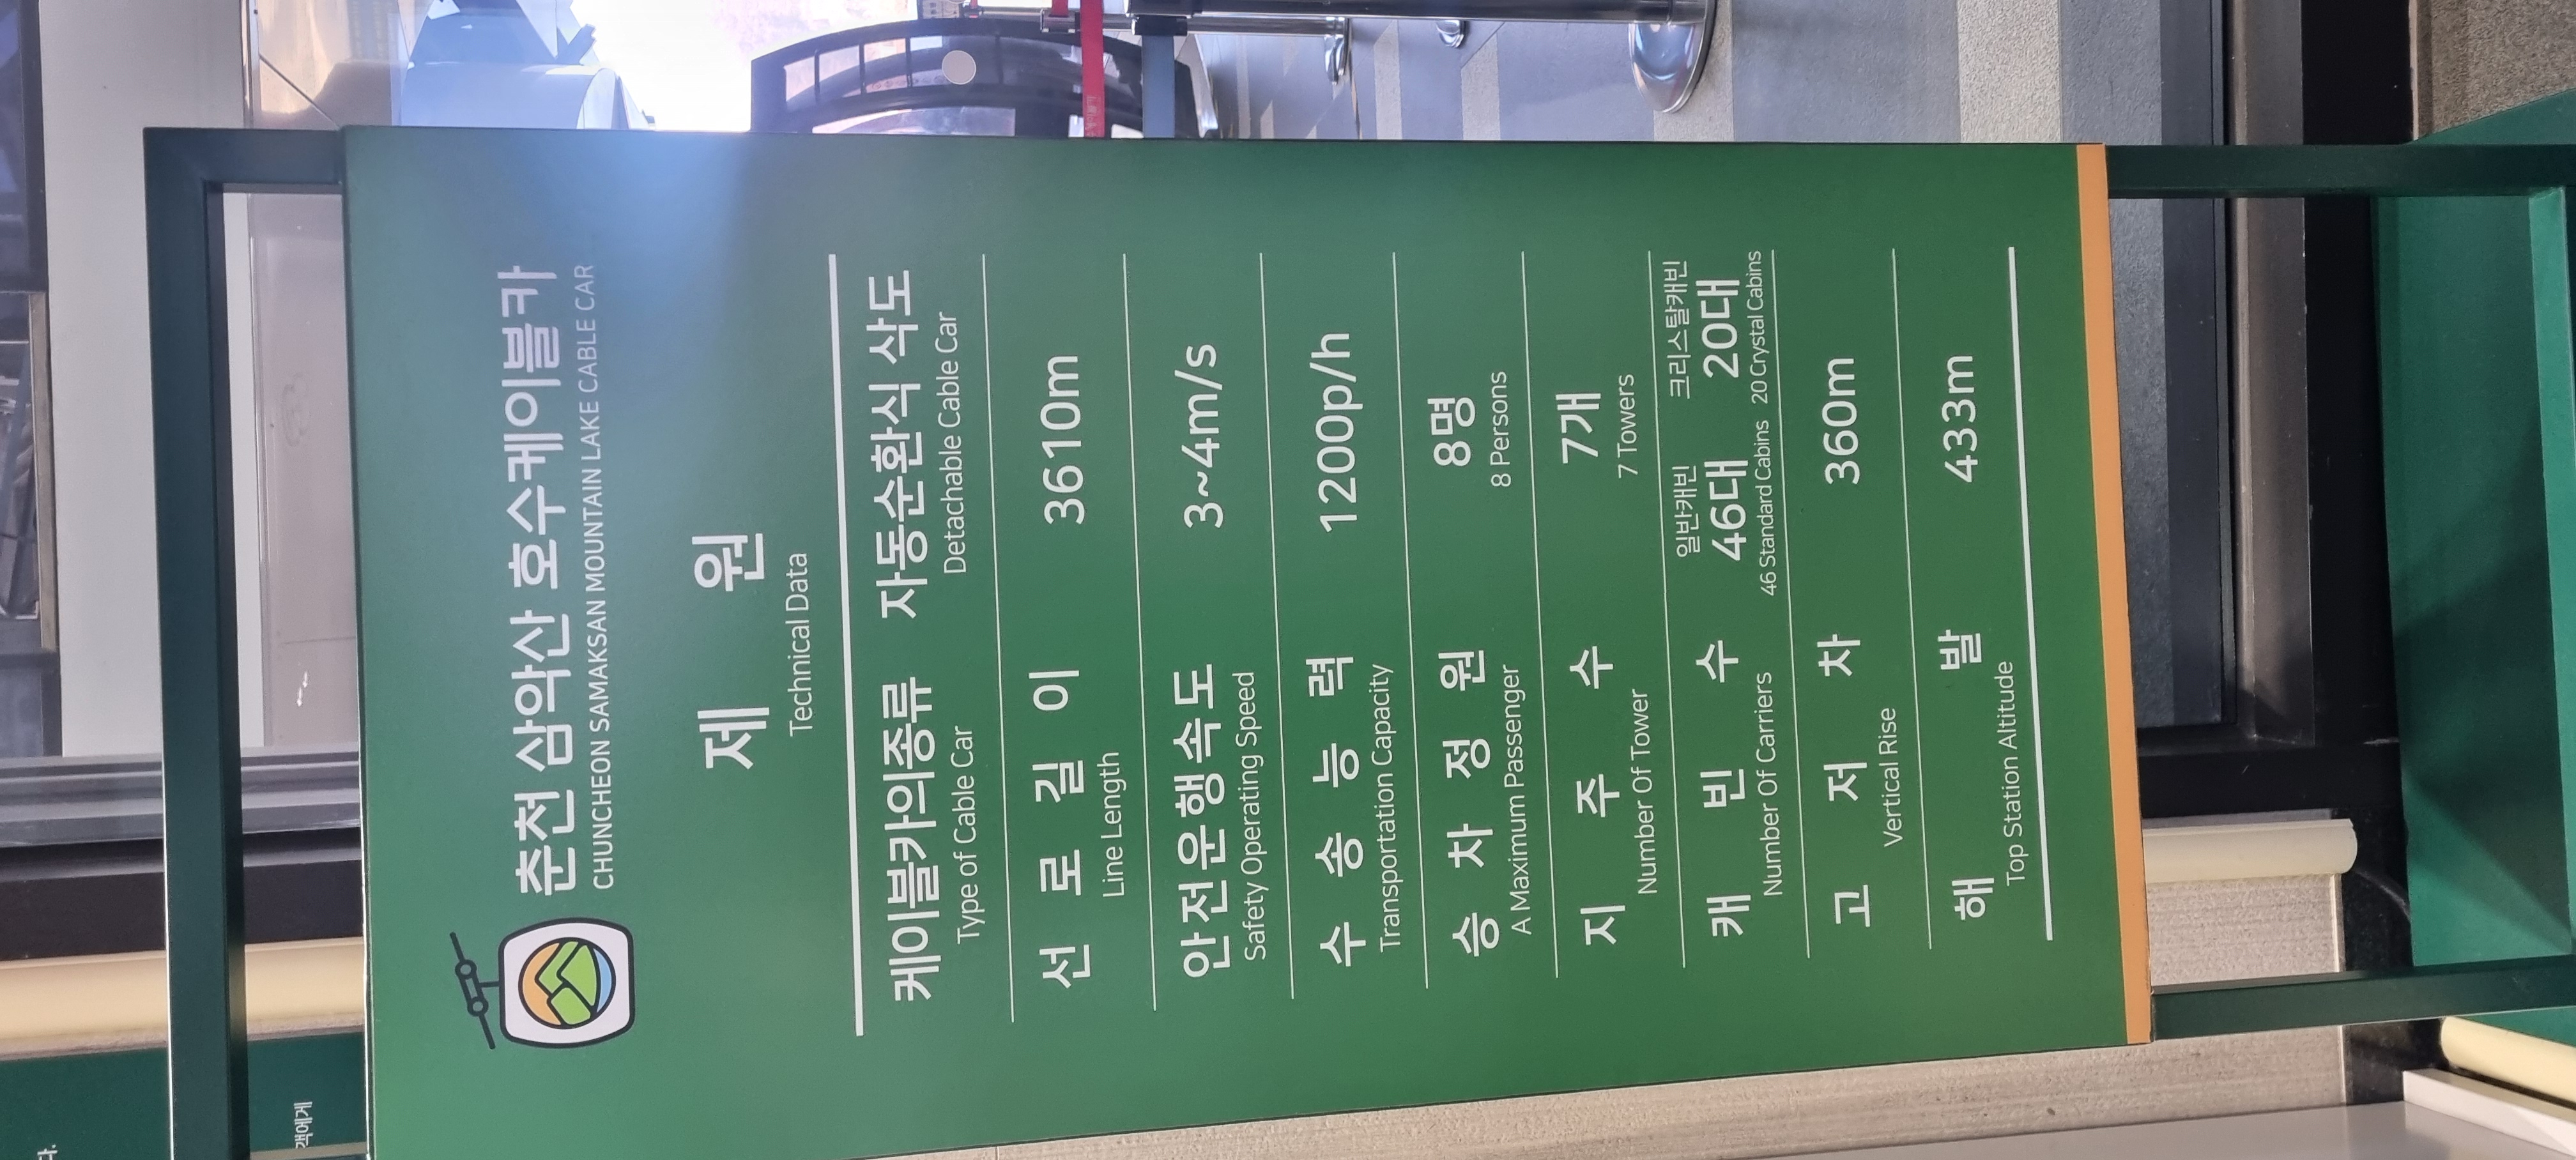 춘천 삼악산 호수케이블카
CHUNCHEON SAMAKSAN MOUNTAIN LAKE CABLE CAR
제 원
Technical Data
케이블카의종류 자동순환식 삭도
Type of Cable Car Detachable Cable Car
선 로 길 이 3610m
Line Length
안전운행속도 3~4m/s
Safety Operating Speed
수 송 능 력 1200p/h
Transportation Capacity
승 차 정 원 8명
A Maximum Passenger 8 Persons
지 주 수 7개
Number Of Tower 7 Towers
일반캐빈 크리스탈캐빈
캐 빈 수 46대 20대
Number Of Carriers 46 Standard Cabins 20 Crystal Cabins
고 저 차 360m
Vertical Rise
해 발 433m
Top Station Altitude
다.
객에게